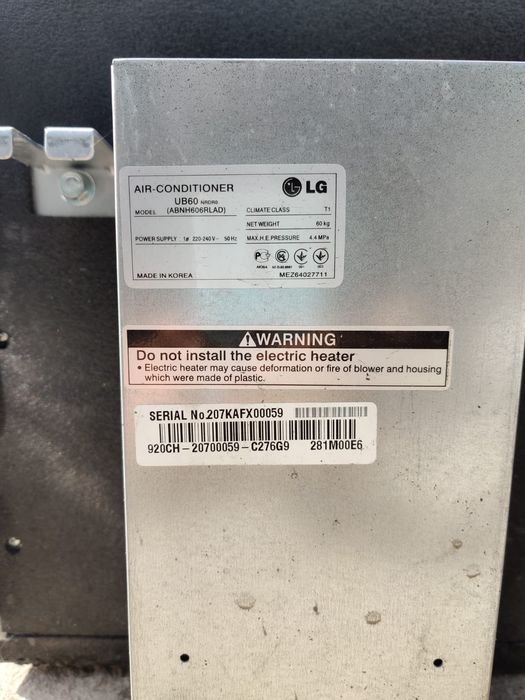 AIR-CONDITIONER
LG
UB60 NRDR0
MODEL (ABNH606RLAD)
CLIMATE CLASS T1
NET WEIGHT 60 kg
POWER SUPPLY 1ø 220-240 V~ 50 Hz
MAX.H.E.PRESSURE 4.4 MPa
MADE IN KOREA
MEZ64027711
WARNING
Do not install the electric heater
• Electric heater may cause deformation or fire of blower and housing
which were made of plastic.
SERIAL No.207KAFX00059
920CH-20700059-C276G9 281M00E6